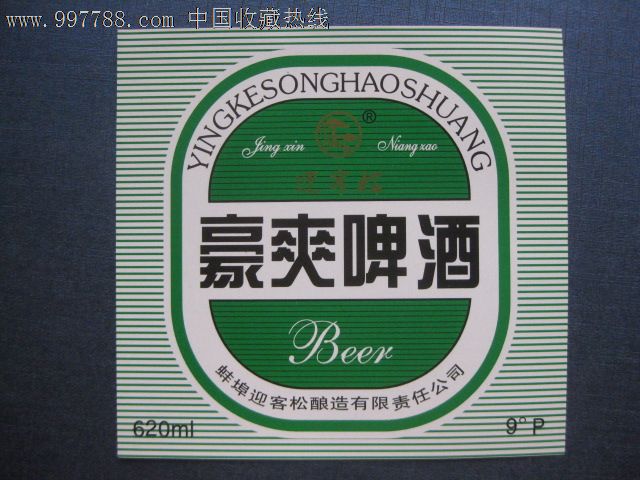 www.997788.com 中国收藏热线
YINGKESONGHAOSHUANG
®
Jing xin Niang zao
迎客松
豪爽啤酒
Beer
蚌埠迎客松酿造有限责任公司
620ml 9°P